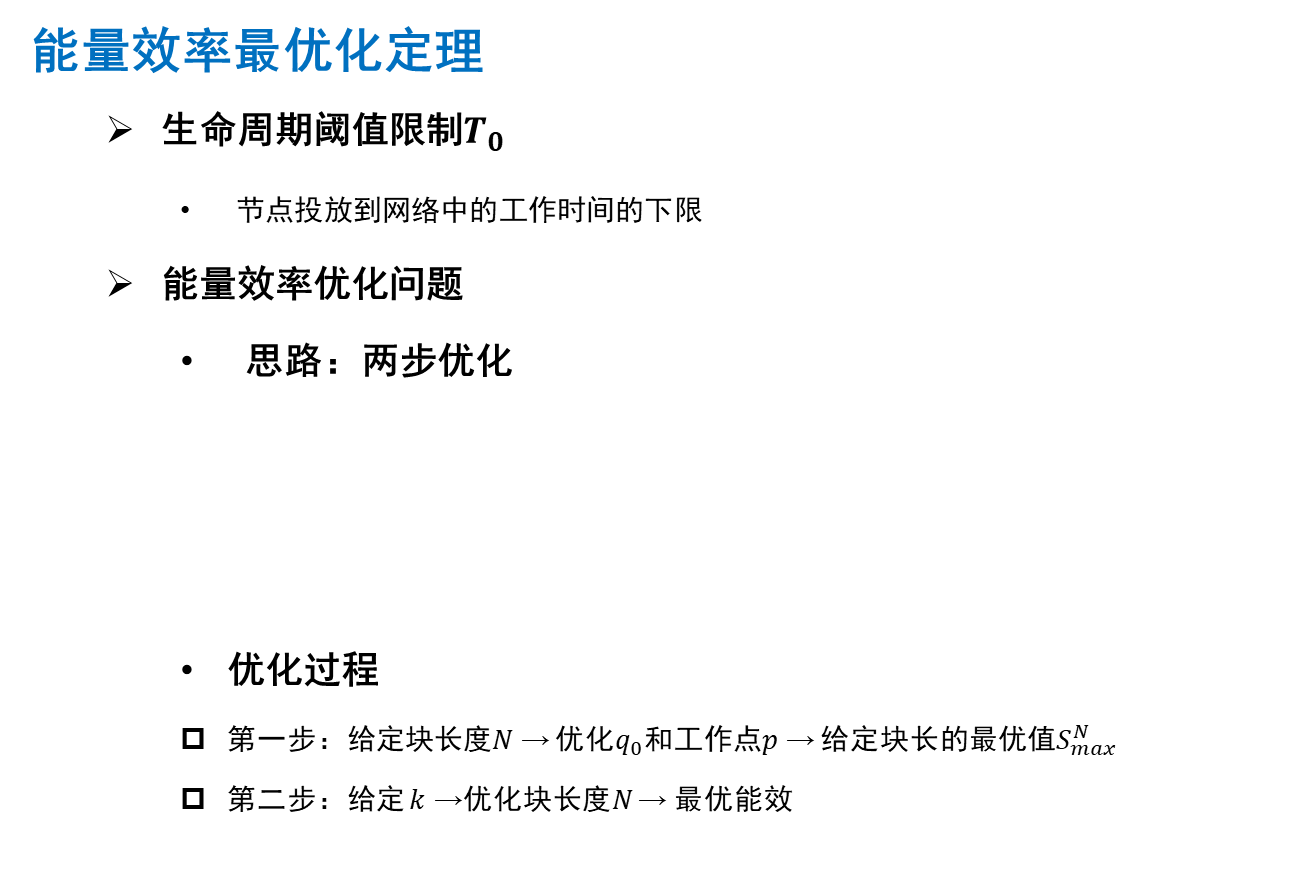 能量效率最优化定理
➢ 生命周期阈值限制T₀
• 节点投放到网络中的工作时间的下限
➢ 能量效率优化问题
• 思路：两步优化
• 优化过程
❑ 第一步：给定块长度N → 优化q₀和工作点p → 给定块长的最优值S_{max}^{N}
❑ 第二步：给定 k →优化块长度N → 最优能效